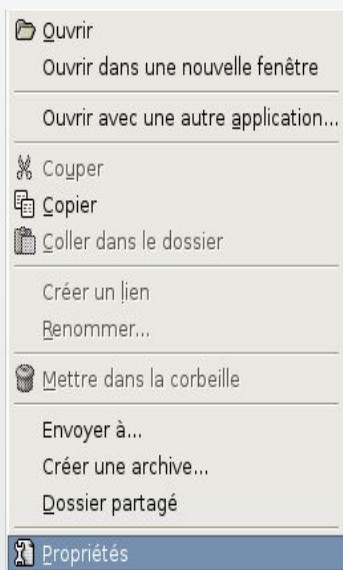 Ouvrir
Ouvrir dans une nouvelle fenêtre
Ouvrir avec une autre application...
Couper
Copier
Coller dans le dossier
Créer un lien
Renommer...
Mettre dans la corbeille
Envoyer à...
Créer une archive...
Dossier partagé
Propriétés